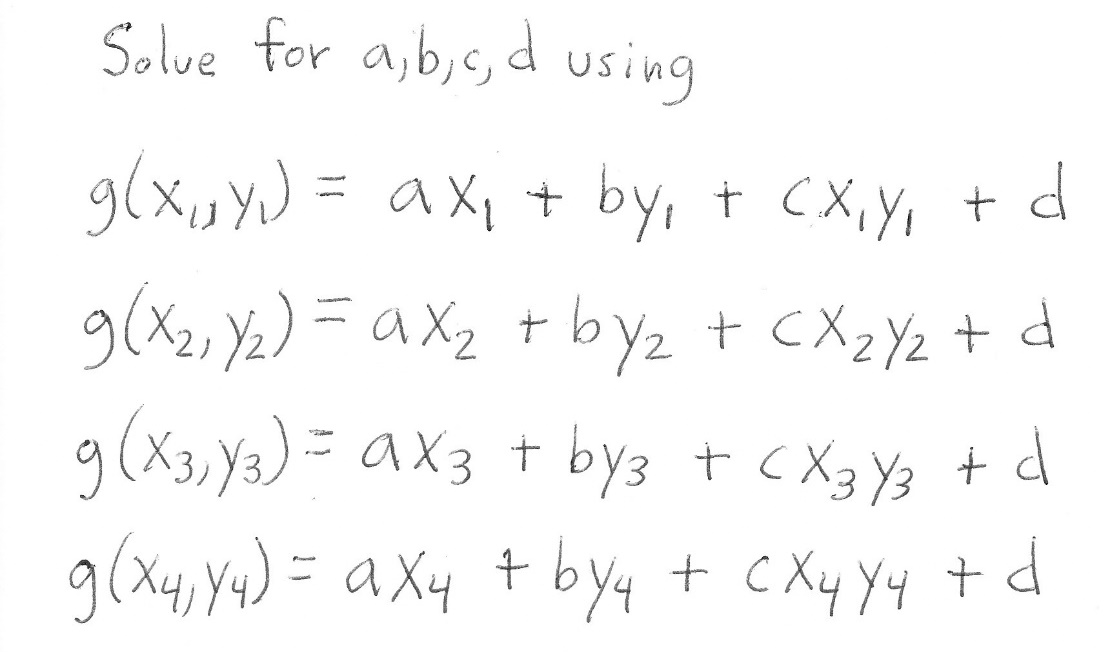 Solve for a,b,c,d using
g(x₁,y₁) = ax₁ + by₁ + cx₁y₁ + d
g(x₂,y₂) = ax₂ + by₂ + cx₂y₂ + d
g(x₃,y₃) = ax₃ + by₃ + cx₃y₃ + d
g(x₄,y₄) = ax₄ + by₄ + cx₄y₄ + d